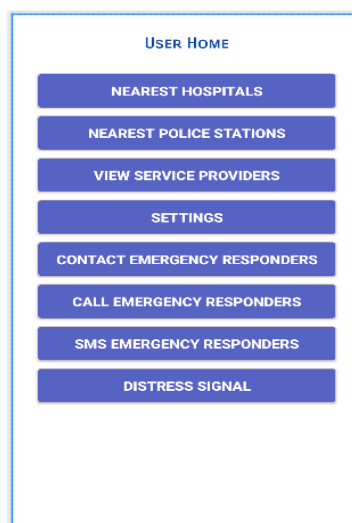 User Home
NEAREST HOSPITALS
NEAREST POLICE STATIONS
VIEW SERVICE PROVIDERS
SETTINGS
CONTACT EMERGENCY RESPONDERS
CALL EMERGENCY RESPONDERS
SMS EMERGENCY RESPONDERS
DISTRESS SIGNAL